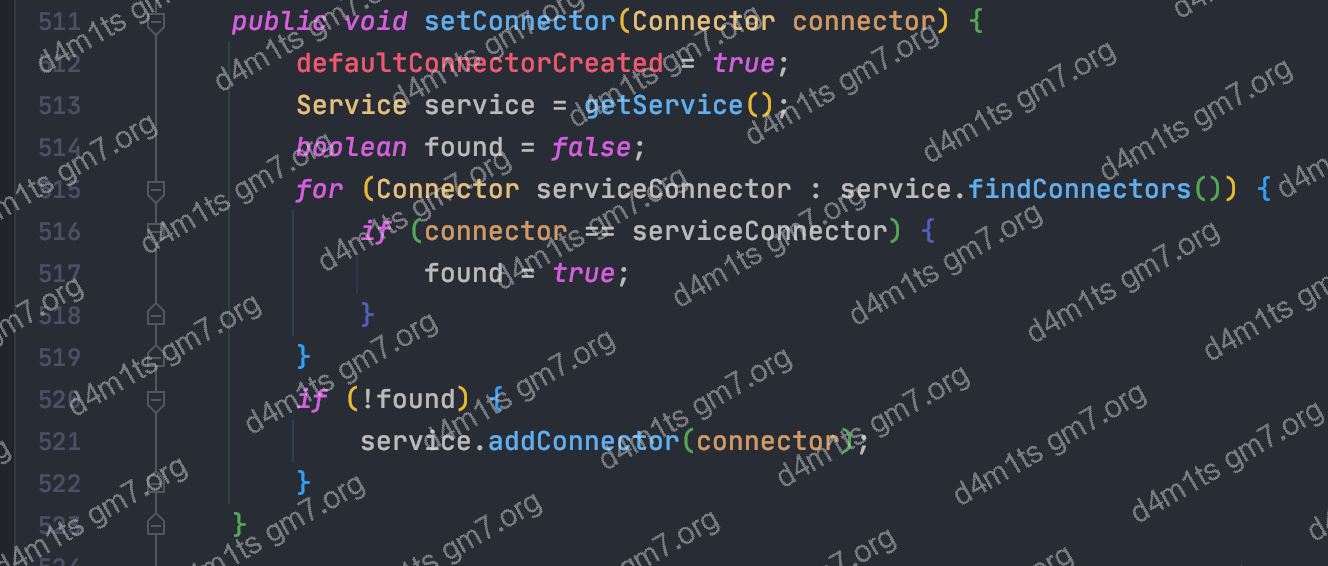 511 public void setConnector(Connector connector) {
512 defaultConnectorCreated = true;
513 Service service = getService();
514 boolean found = false;
515 for (Connector serviceConnector : service.findConnectors()) {
516 if (connector == serviceConnector) {
517 found = true;
518 }
519 }
520 if (!found) {
521 service.addConnector(connector);
522 }
523 }
524
d4m1ts gm7.org